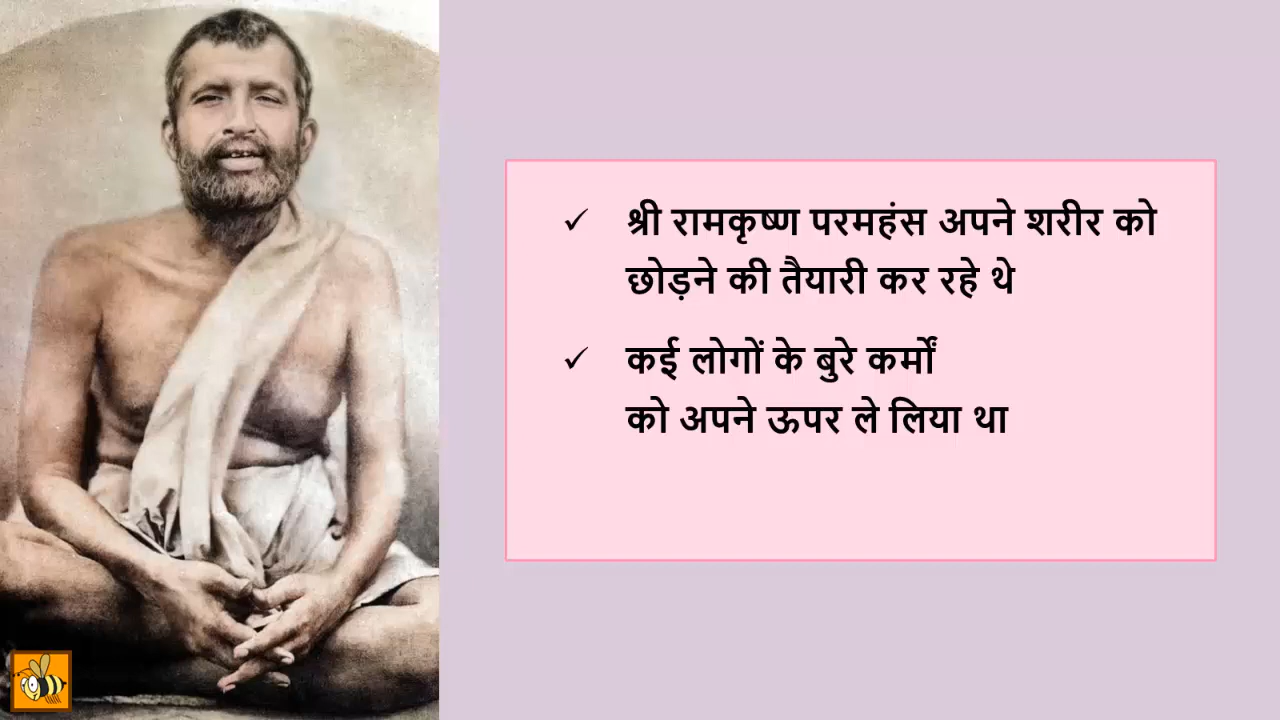 ✓ श्री रामकृष्ण परमहंस अपने शरीर को
छोड़ने की तैयारी कर रहे थे
✓ कई लोगों के बुरे कर्मों
को अपने ऊपर ले लिया था